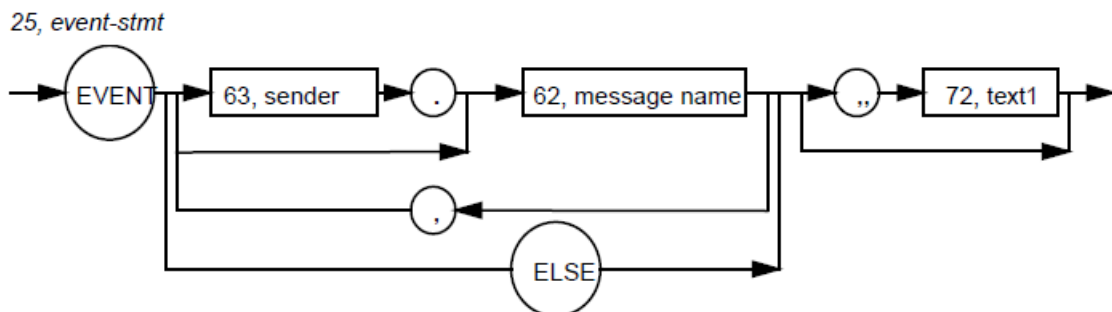 25, event-stmt
EVENT 63, sender . 62, message name ,, 72, text1
,
ELSE